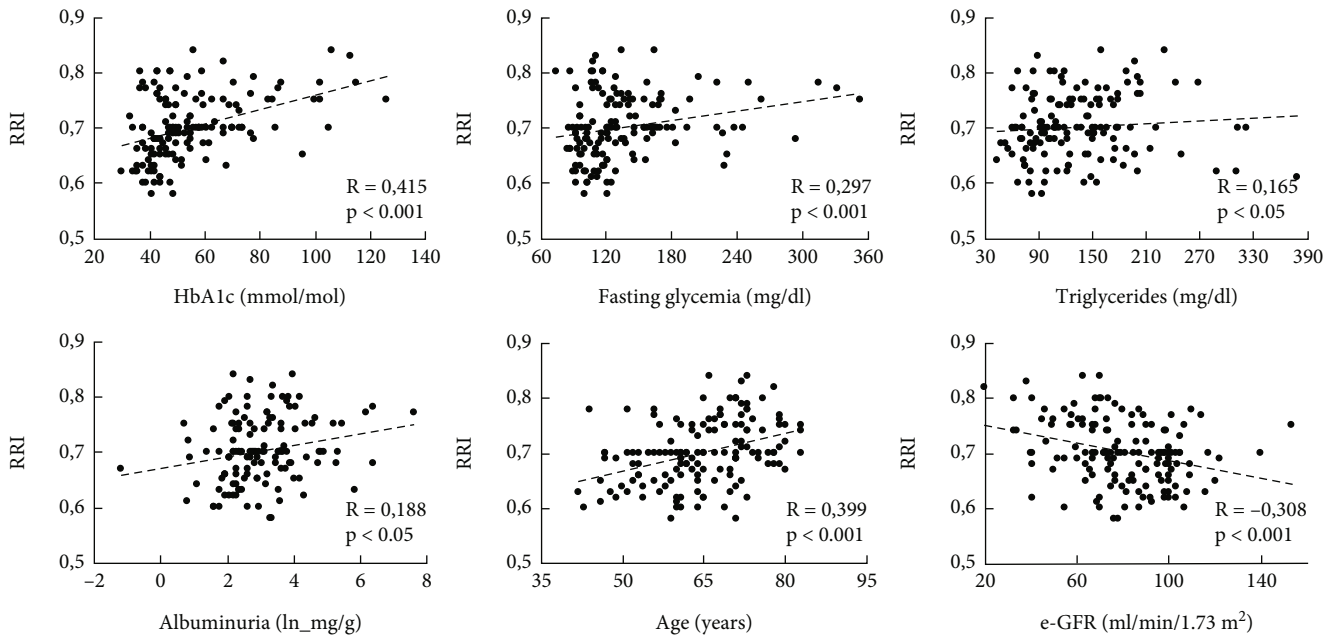 0,9
0,8
0,7
0,6
0,5
RRI
R = 0,415
p < 0.001
20 40 60 80 100 120 140
HbA1c (mmol/mol)
0,9
0,8
0,7
0,6
0,5
RRI
R = 0,297
p < 0.001
60 120 180 240 300 360
Fasting glycemia (mg/dl)
0,9
0,8
0,7
0,6
0,5
RRI
R = 0,165
p < 0.05
30 90 150 210 270 330 390
Triglycerides (mg/dl)
0,9
0,8
0,7
0,6
0,5
RRI
R = 0,188
p < 0.05
–2 0 2 4 6 8
Albuminuria (ln_mg/g)
0,9
0,8
0,7
0,6
0,5
RRI
R = 0,399
p < 0.001
35 50 65 80 95
Age (years)
0,9
0,8
0,7
0,6
0,5
RRI
R = –0,308
p < 0.001
20 60 100 140
e-GFR (ml/min/1.73 m²)